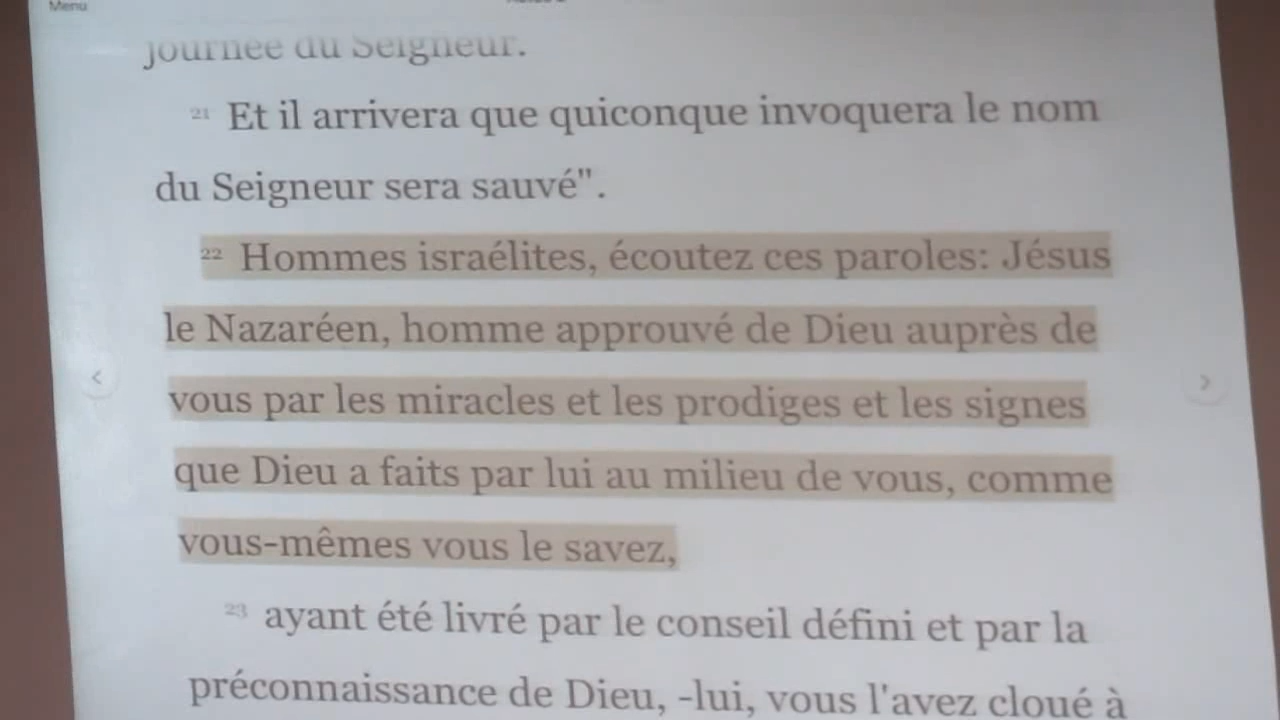 Menu
journée du Seigneur.
21 Et il arrivera que quiconque invoquera le nom
du Seigneur sera sauvé".
22 Hommes israélites, écoutez ces paroles: Jésus
le Nazaréen, homme approuvé de Dieu auprès de
vous par les miracles et les prodiges et les signes
que Dieu a faits par lui au milieu de vous, comme
vous-mêmes vous le savez,
23 ayant été livré par le conseil défini et par la
préconnaissance de Dieu, -lui, vous l'avez cloué à